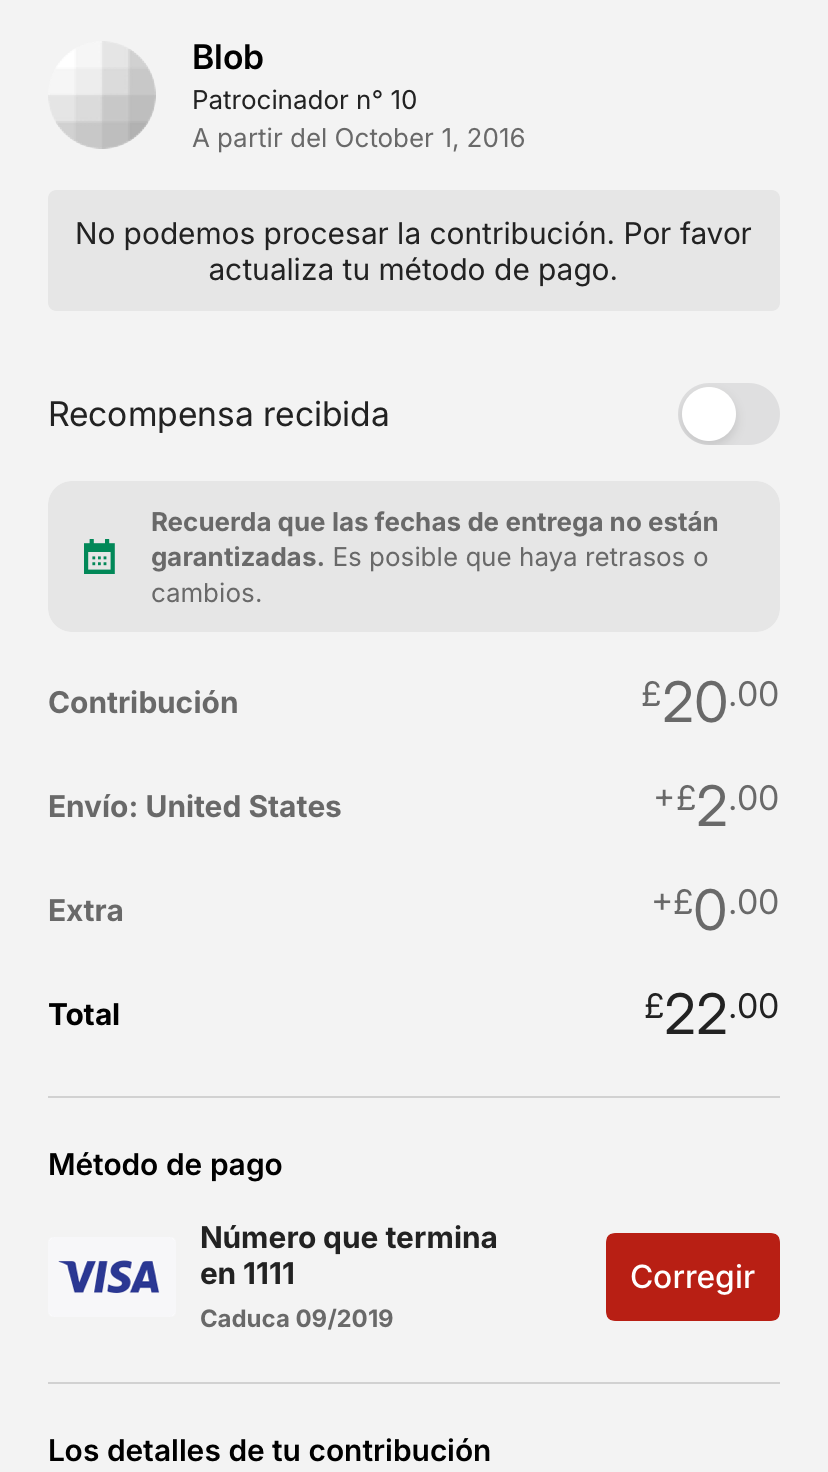 Blob
Patrocinador n° 10
A partir del October 1, 2016
No podemos procesar la contribución. Por favor
actualiza tu método de pago.
Recompensa recibida
Recuerda que las fechas de entrega no están
garantizadas. Es posible que haya retrasos o
cambios.
Contribución £20.00
Envío: United States +£2.00
Extra +£0.00
Total £22.00
Método de pago
VISA
Número que termina
en 1111
Caduca 09/2019
Corregir
Los detalles de tu contribución